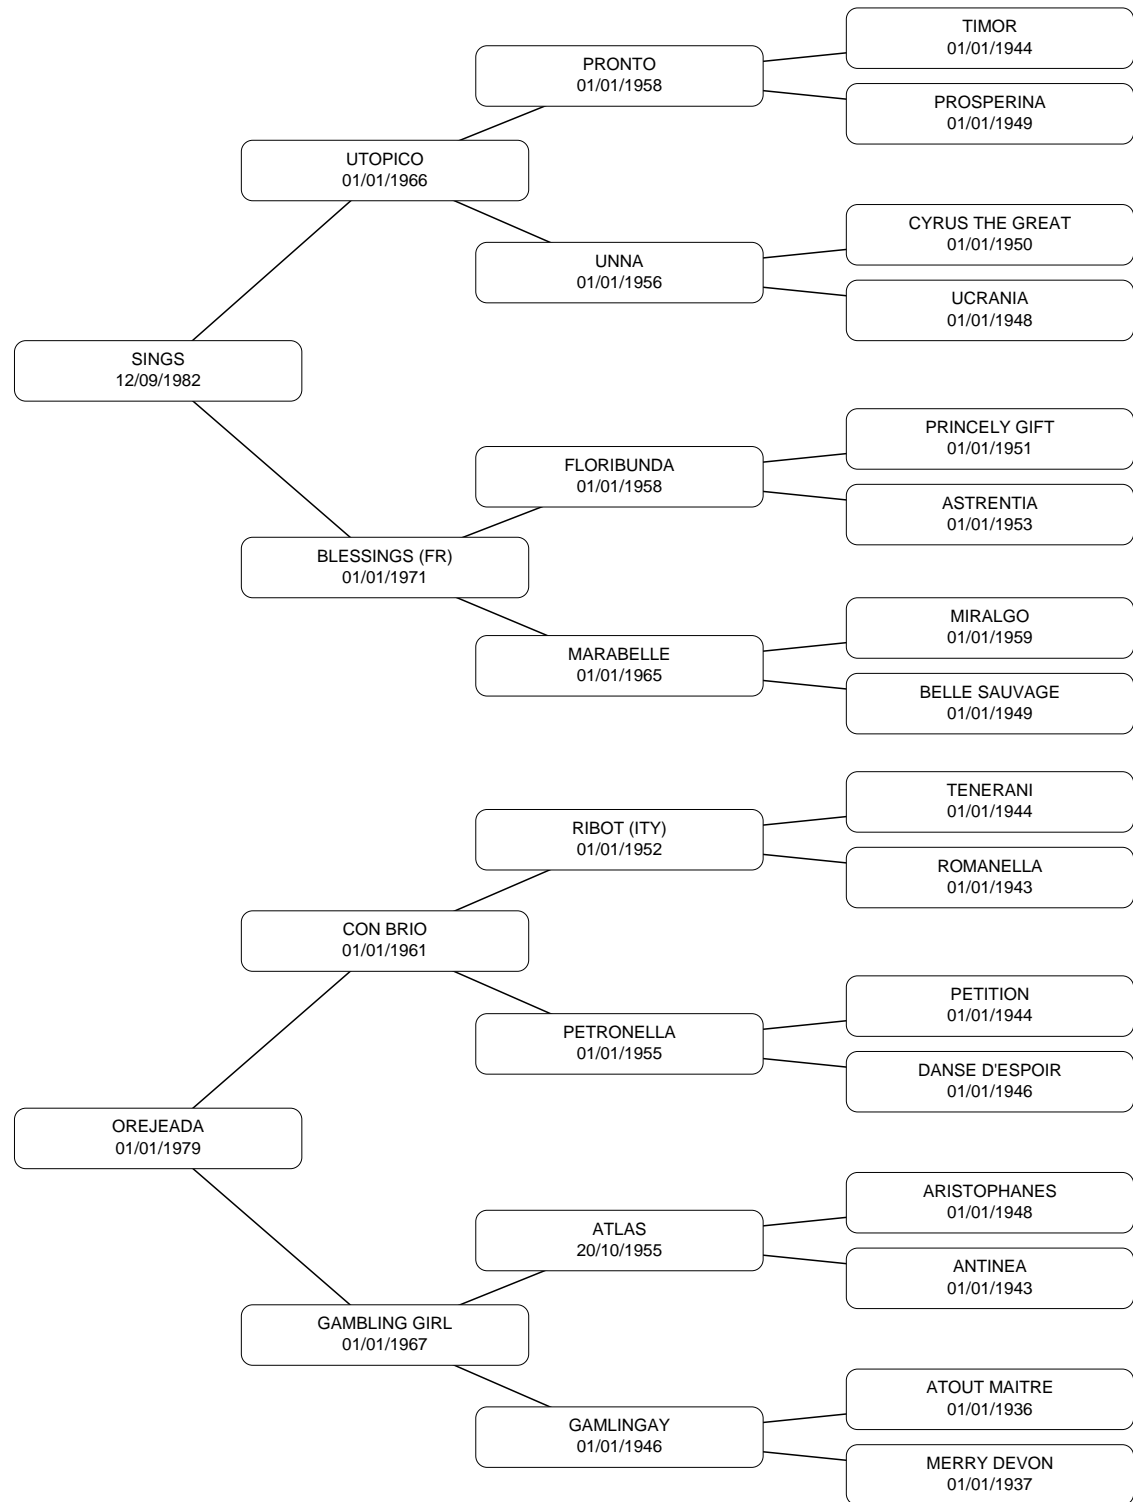 TIMOR
01/01/1944
PRONTO
01/01/1958
PROSPERINA
01/01/1949
UTOPICO
01/01/1966
CYRUS THE GREAT
01/01/1950
UNNA
01/01/1956
UCRANIA
01/01/1948
SINGS
12/09/1982
PRINCELY GIFT
01/01/1951
FLORIBUNDA
01/01/1958
ASTRENTIA
01/01/1953
BLESSINGS (FR)
01/01/1971
MIRALGO
01/01/1959
MARABELLE
01/01/1965
BELLE SAUVAGE
01/01/1949
TENERANI
01/01/1944
RIBOT (ITY)
01/01/1952
ROMANELLA
01/01/1943
CON BRIO
01/01/1961
PETITION
01/01/1944
PETRONELLA
01/01/1955
DANSE D'ESPOIR
01/01/1946
OREJEADA
01/01/1979
ARISTOPHANES
01/01/1948
ATLAS
20/10/1955
ANTINEA
01/01/1943
GAMBLING GIRL
01/01/1967
ATOUT MAITRE
01/01/1936
GAMLINGAY
01/01/1946
MERRY DEVON
01/01/1937